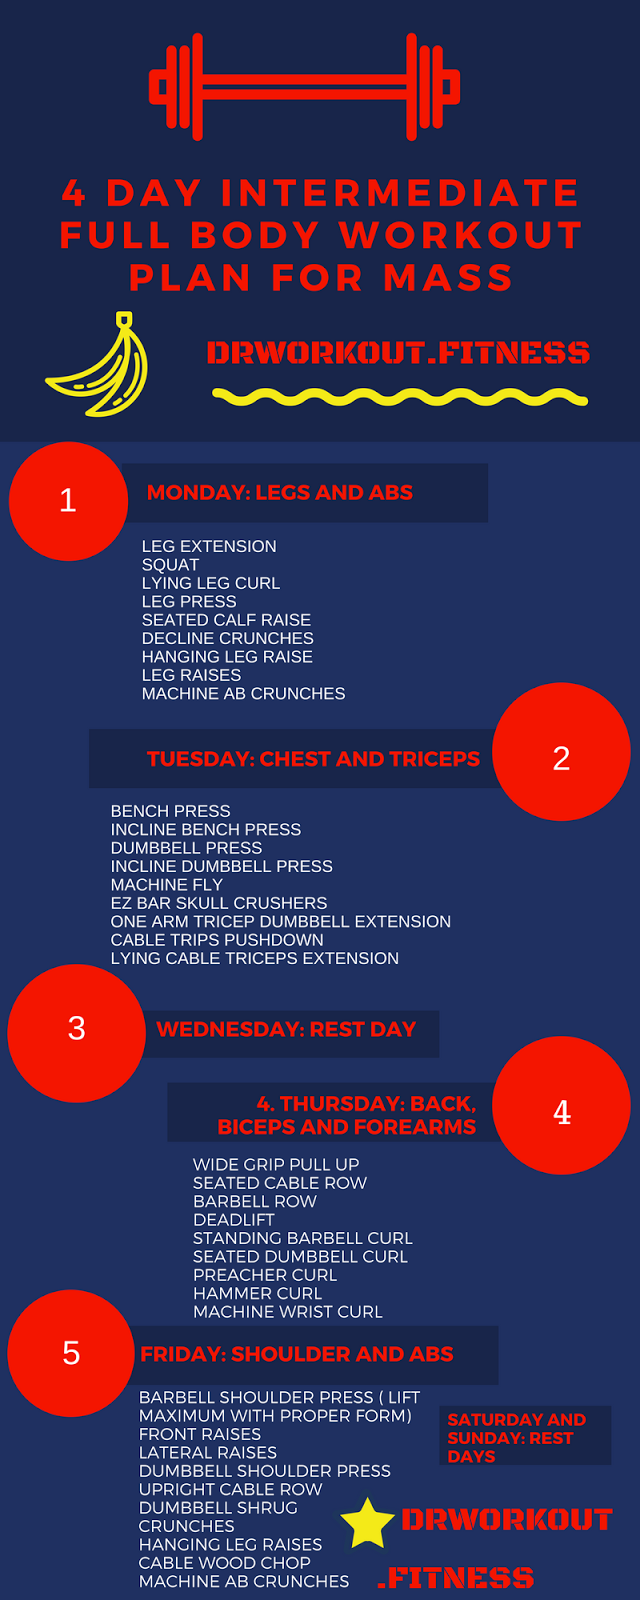 4 DAY INTERMEDIATE
FULL BODY WORKOUT
PLAN FOR MASS
DRWORKOUT.FITNESS
1
MONDAY: LEGS AND ABS
LEG EXTENSION
SQUAT
LYING LEG CURL
LEG PRESS
SEATED CALF RAISE
DECLINE CRUNCHES
HANGING LEG RAISE
LEG RAISES
MACHINE AB CRUNCHES
TUESDAY: CHEST AND TRICEPS
2
BENCH PRESS
INCLINE BENCH PRESS
DUMBBELL PRESS
INCLINE DUMBBELL PRESS
MACHINE FLY
EZ BAR SKULL CRUSHERS
ONE ARM TRICEP DUMBBELL EXTENSION
CABLE TRIPS PUSHDOWN
LYING CABLE TRICEPS EXTENSION
3
WEDNESDAY: REST DAY
4. THURSDAY: BACK,
BICEPS AND FOREARMS
4
WIDE GRIP PULL UP
SEATED CABLE ROW
BARBELL ROW
DEADLIFT
STANDING BARBELL CURL
SEATED DUMBBELL CURL
PREACHER CURL
HAMMER CURL
MACHINE WRIST CURL
5
FRIDAY: SHOULDER AND ABS
BARBELL SHOULDER PRESS ( LIFT
MAXIMUM WITH PROPER FORM)
FRONT RAISES
LATERAL RAISES
DUMBBELL SHOULDER PRESS
UPRIGHT CABLE ROW
DUMBBELL SHRUG
CRUNCHES
HANGING LEG RAISES
CABLE WOOD CHOP
MACHINE AB CRUNCHES
SATURDAY AND
SUNDAY: REST
DAYS
DRWORKOUT
.FITNESS